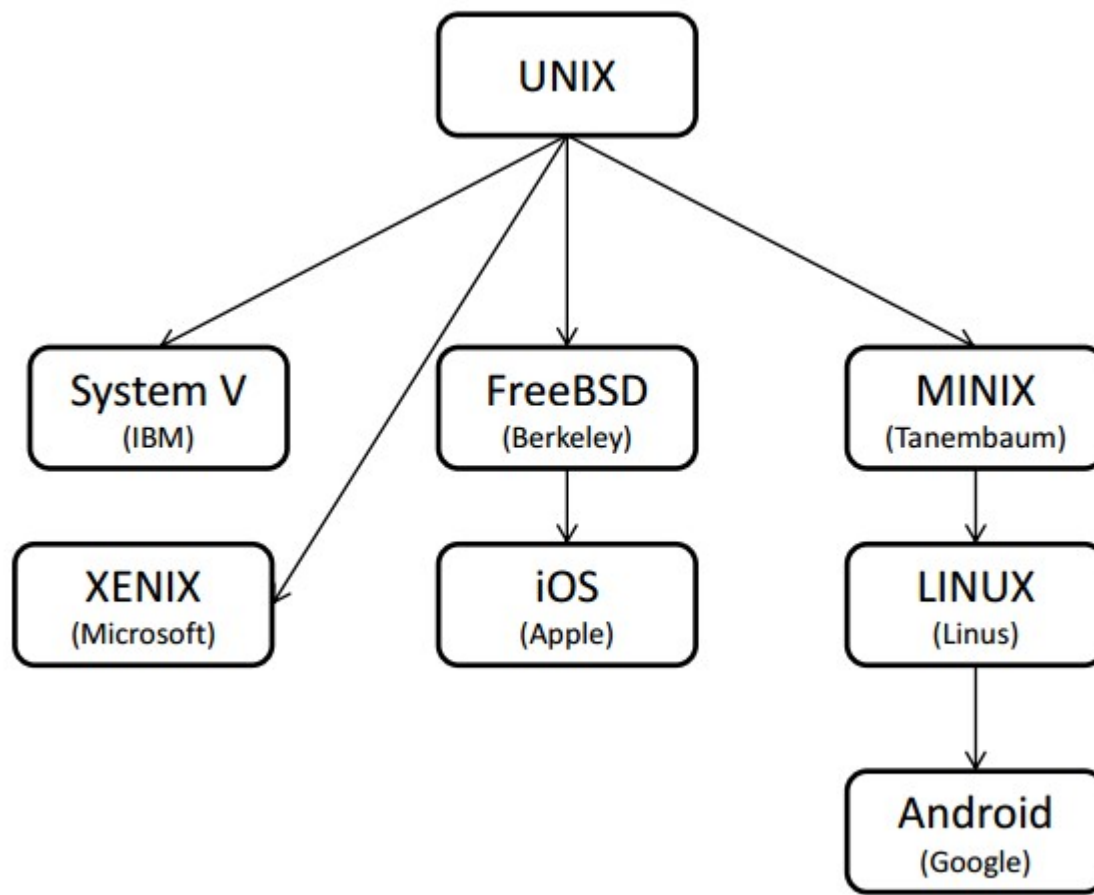 UNIX
System V
(IBM)
FreeBSD
(Berkeley)
MINIX
(Tanembaum)
XENIX
(Microsoft)
iOS
(Apple)
LINUX
(Linus)
Android
(Google)